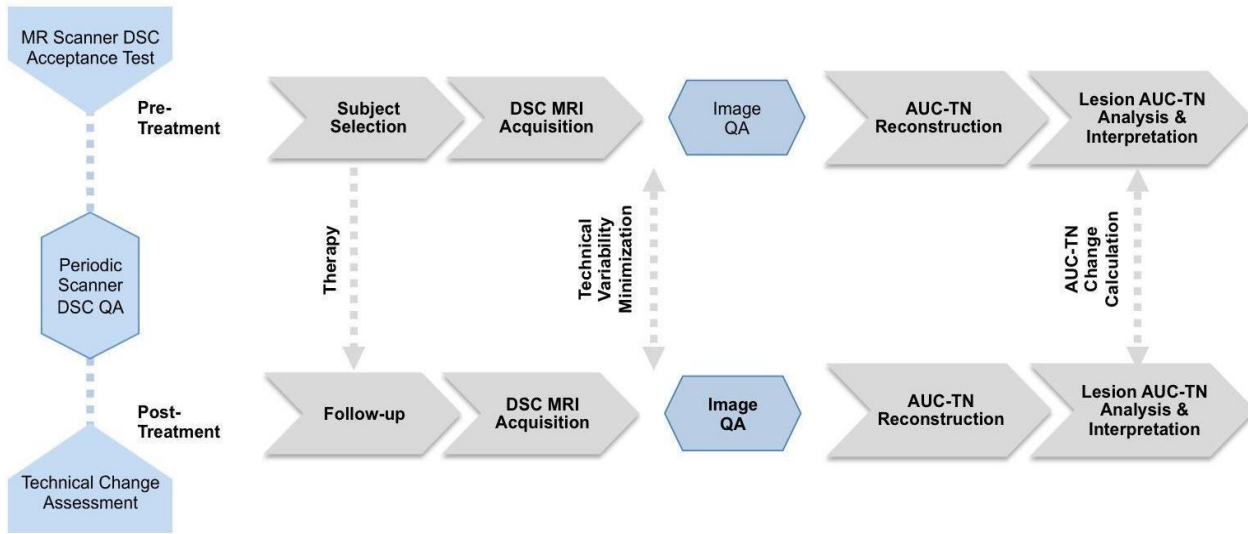 MR Scanner DSC
Acceptance Test
Pre-
Treatment
Subject
Selection
DSC MRI
Acquisition
Image
QA
AUC-TN
Reconstruction
Lesion AUC-TN
Analysis &
Interpretation
Periodic
Scanner
DSC QA
Therapy
Technical
Variability
Minimization
AUC-TN
Change
Calculation
Post-
Treatment
Follow-up
DSC MRI
Acquisition
Image
QA
AUC-TN
Reconstruction
Lesion AUC-TN
Analysis &
Interpretation
Technical Change
Assessment